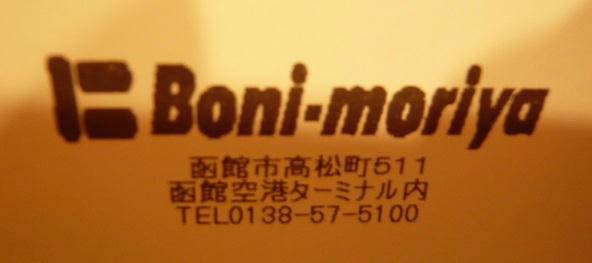 Boni-moriya
函館市高松町511
函館空港ターミナル内
TEL0138-57-5100